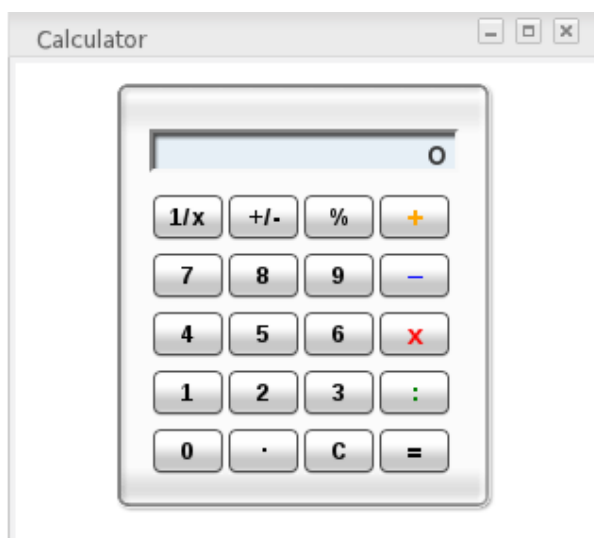 Calculator
0
1/x +/- % +
7 8 9 –
4 5 6 x
1 2 3 :
0 . C =